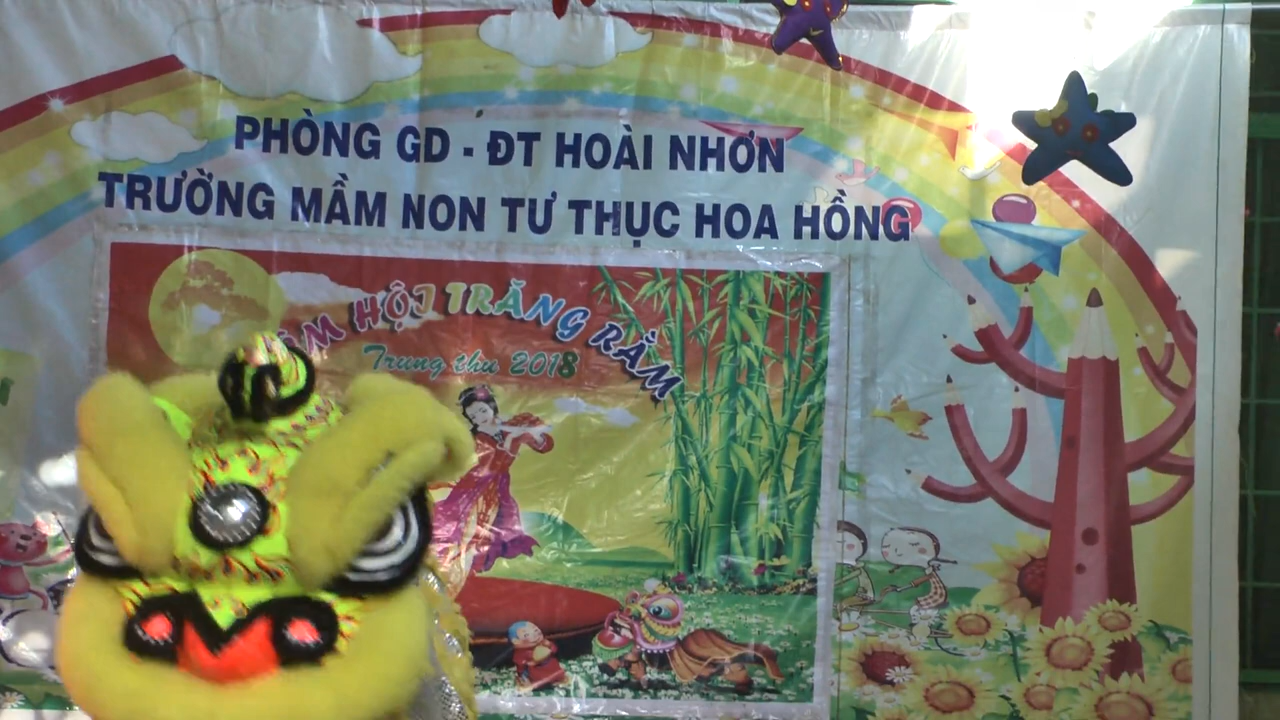 PHÒNG GD - ĐT HOÀI NHƠN
TRƯỜNG MẦM NON TƯ THỤC HOA HỒNG
HỘI TRĂNG RẰM
Trung thu 2018